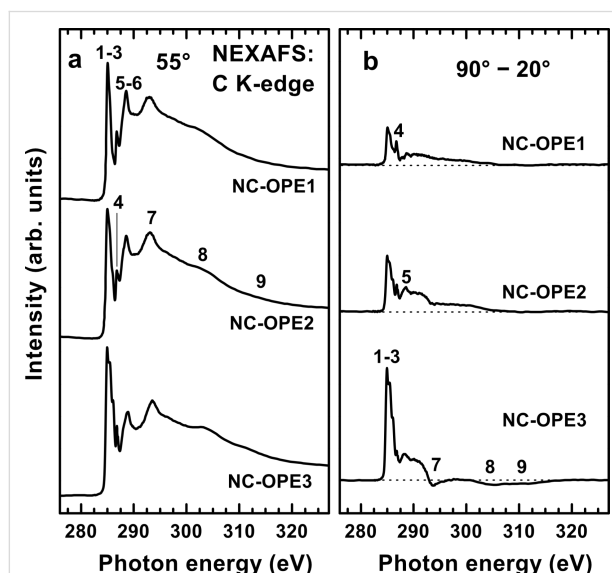 a
55°
NEXAFS:
C K-edge
1-3
5-6
NC-OPE1
4
7
8
9
NC-OPE2
NC-OPE3
280 290 300 310 320
Photon energy (eV)
Intensity (arb. units)
b
90° − 20°
4
NC-OPE1
5
NC-OPE2
1-3
NC-OPE3
7
8
9
280 290 300 310 320
Photon energy (eV)